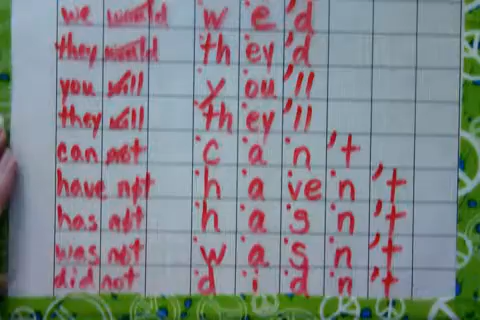 we would w e 'd
they would th ey 'd
you will y ou 'll
they will th ey 'll
can not c a n 't
have not h a ve n 't
has not h a s n 't
was not w a s n 't
did not d i d n 't